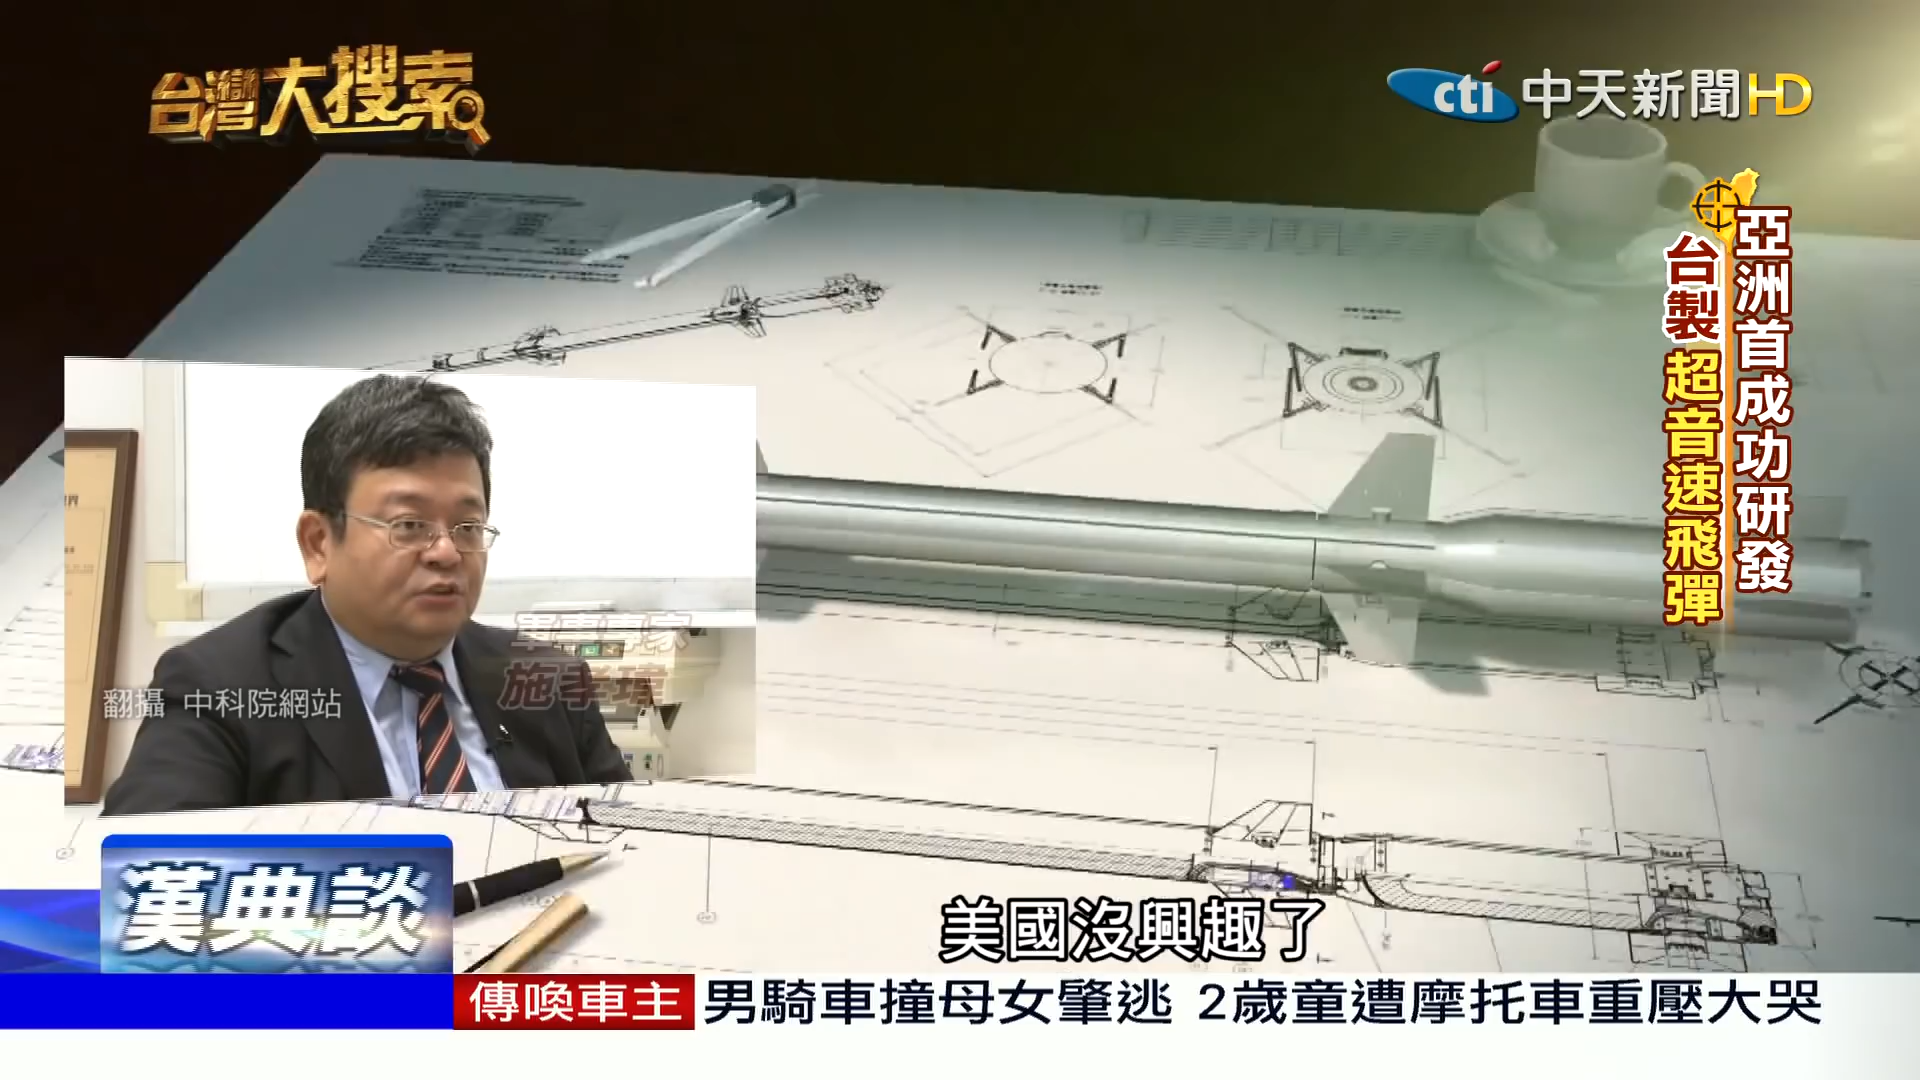 台灣大搜索
cti 中天新聞HD
亞洲首成功研發
台製 超音速飛彈
軍事專家
施孝瑋
翻攝 中科院網站
漢典談
美國沒興趣了
傳喚車主 男騎車撞母女肇逃 2歲童遭摩托車重壓大哭